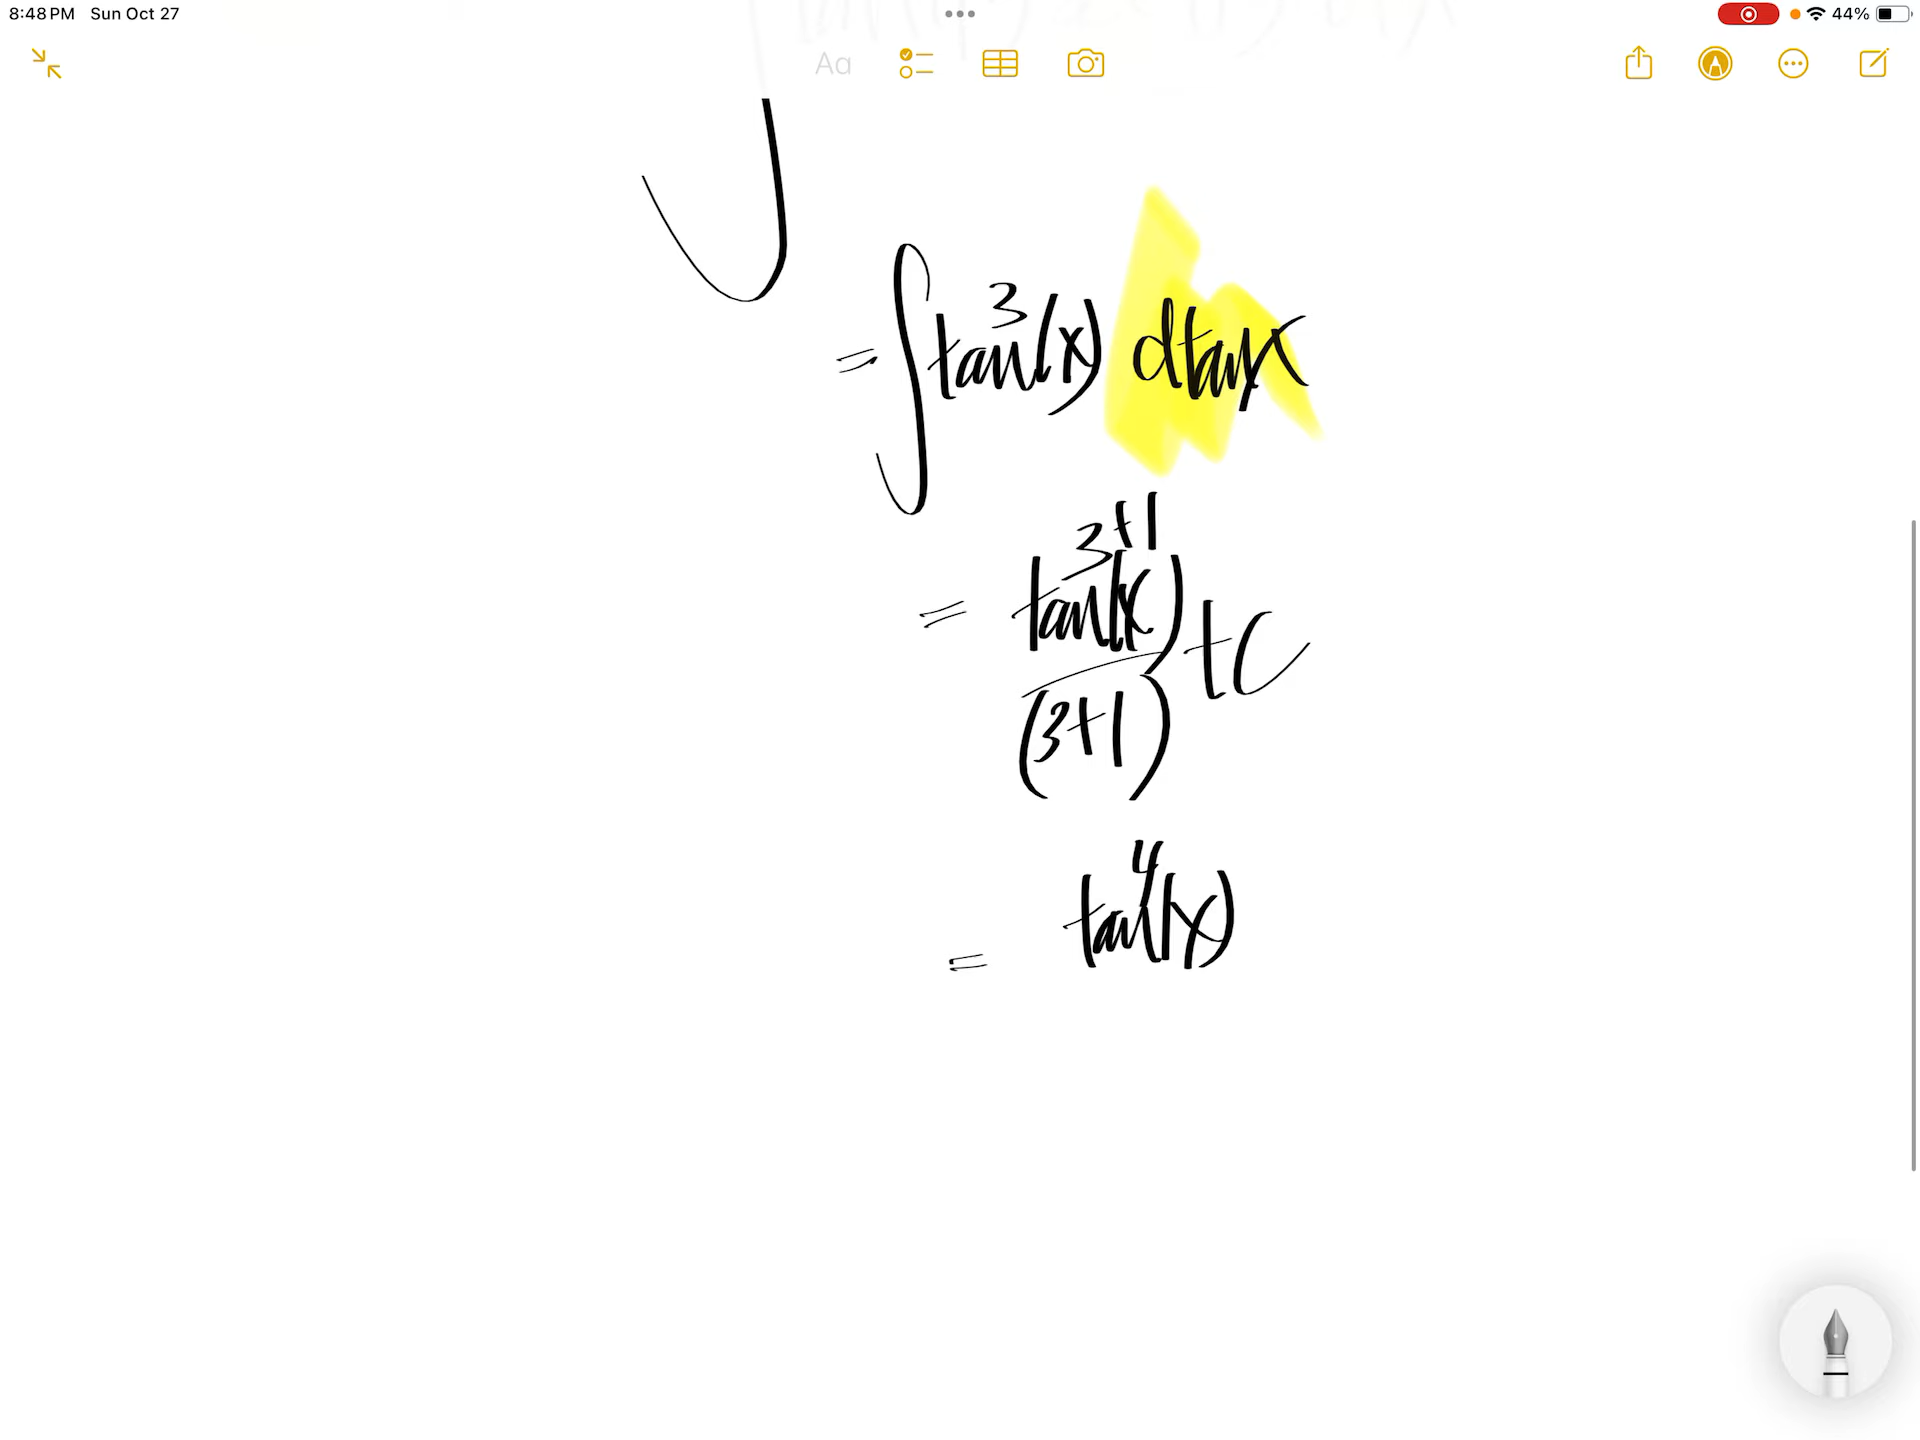 8:48 PM Sun Oct 27
44%
Aa
= ∫ tan³(x) dtanx
= tan³⁺¹(x)
(3+1) +C
= tan⁴(x)